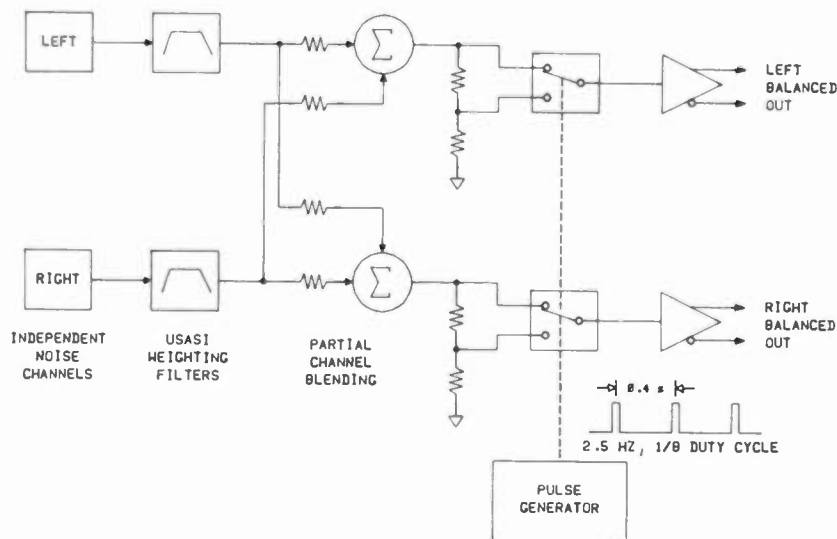 LEFT
Σ
LEFT
BALANCED
OUT
RIGHT
Σ
RIGHT
BALANCED
OUT
INDEPENDENT
NOISE
CHANNELS
USASI
WEIGHTING
FILTERS
PARTIAL
CHANNEL
BLENDING
0.4 s
2.5 HZ, 1/8 DUTY CYCLE
PULSE
GENERATOR